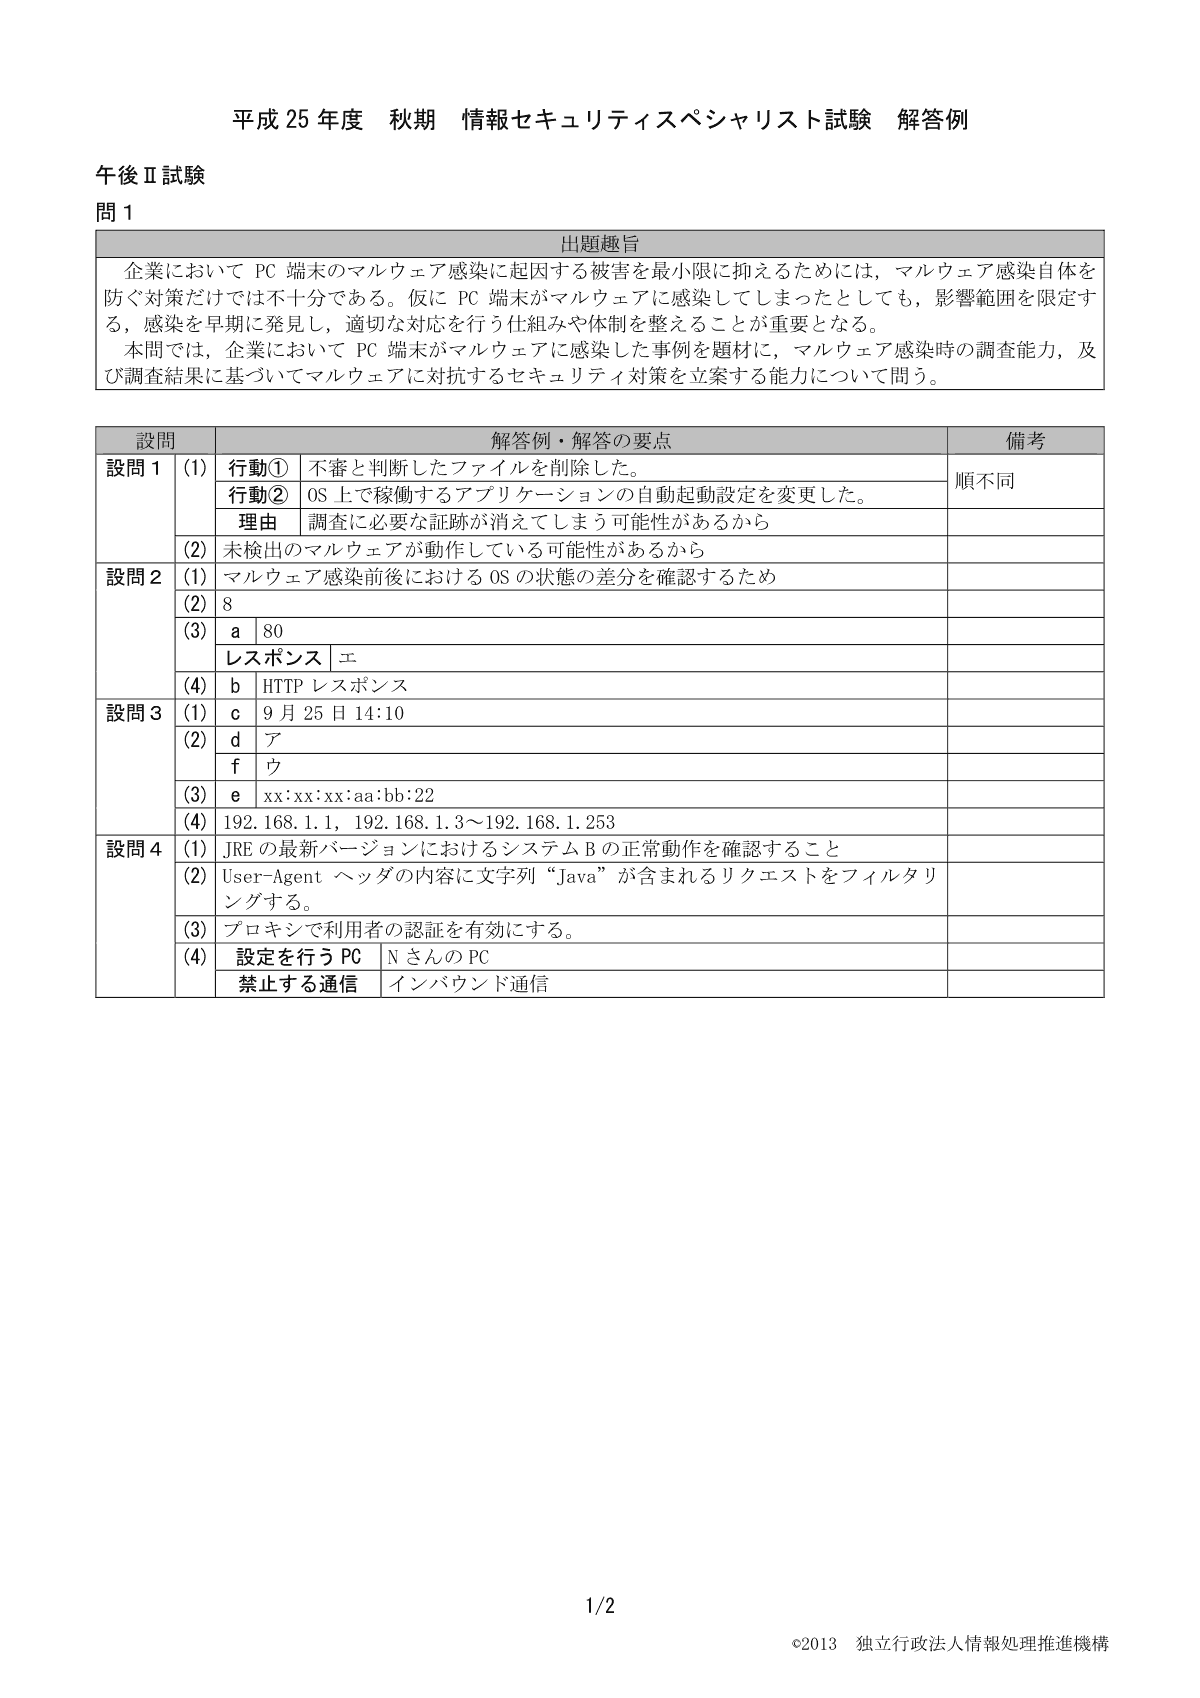 平成 25 年度　秋期　情報セキュリティスペシャリスト試験　解答例
午後Ⅱ試験
問１
出題趣旨
企業において PC 端末のマルウェア感染に起因する被害を最小限に抑えるためには，マルウェア感染自体を
防ぐ対策だけでは不十分である。仮に PC 端末がマルウェアに感染してしまったとしても，影響範囲を限定す
る，感染を早期に発見し，適切な対応を行う仕組みや体制を整えることが重要となる。
本問では，企業において PC 端末がマルウェアに感染した事例を題材に，マルウェア感染時の調査能力，及
び調査結果に基づいてマルウェアに対抗するセキュリティ対策を立案する能力について問う。
設問 解答例・解答の要点 備考
設問１ (1) 行動① 不審と判断したファイルを削除した。 順不同
行動② OS 上で稼働するアプリケーションの自動起動設定を変更した。
理由 調査に必要な証跡が消えてしまう可能性があるから
(2) 未検出のマルウェアが動作している可能性があるから
設問２ (1) マルウェア感染前後における OS の状態の差分を確認するため
(2) 8
(3) a 80
レスポンス エ
(4) b HTTP レスポンス
設問３ (1) c 9 月 25 日 14:10
(2) d ア
f ウ
(3) e xx:xx:xx:aa:bb:22
(4) 192.168.1.1, 192.168.1.3～192.168.1.253
設問４ (1) JRE の最新バージョンにおけるシステム B の正常動作を確認すること
(2) User-Agent ヘッダの内容に文字列“Java”が含まれるリクエストをフィルタリ
ングする。
(3) プロキシで利用者の認証を有効にする。
(4) 設定を行う PC N さんの PC
禁止する通信 インバウンド通信
1/2
©2013　独立行政法人情報処理推進機構